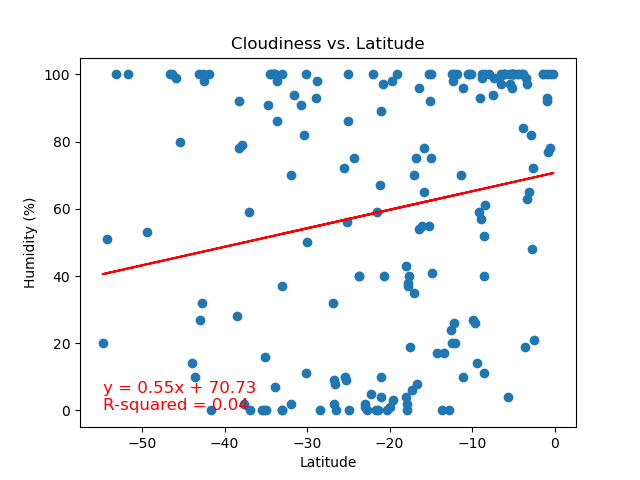 Cloudiness vs. Latitude
100
80
60
40
20
0
Humidity (%)
y = 0.55x + 70.73
R-squared = 0.04
−50
−40
−30
−20
−10
0
Latitude